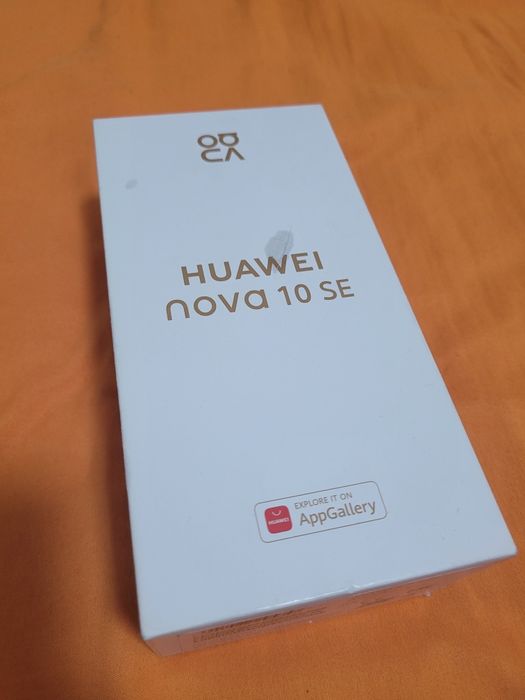 HUAWEI
nova 10 SE
EXPLORE IT ON
HUAWEI
AppGallery